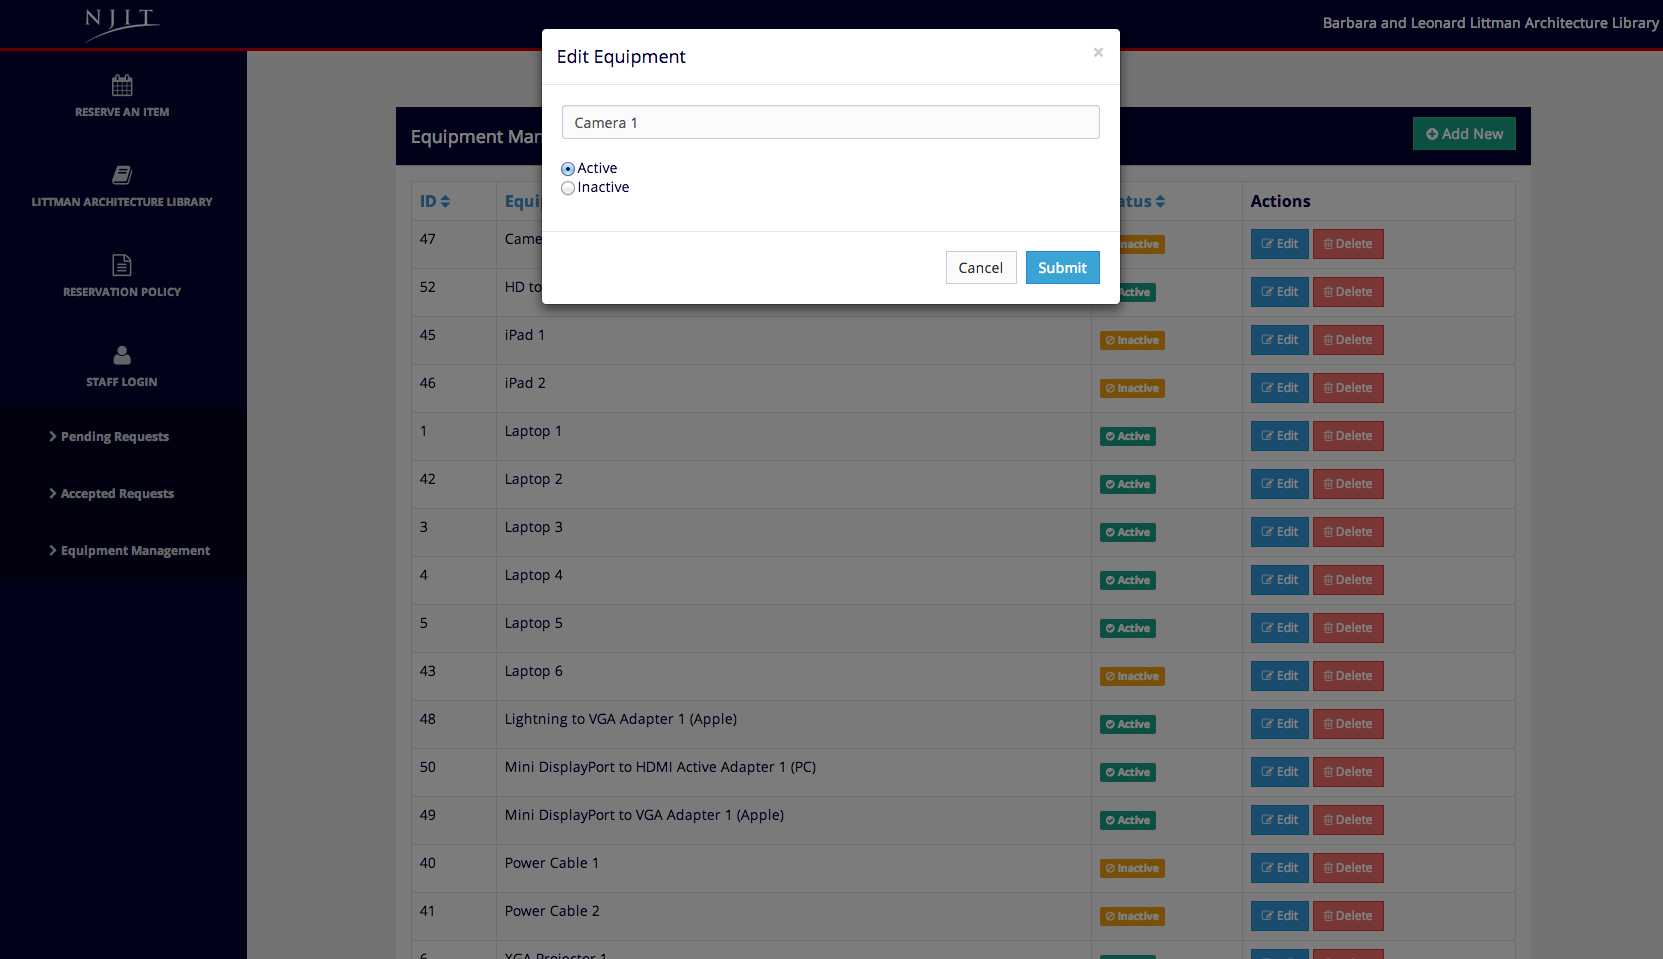 NJIT
Barbara and Leonard Littman Architecture Library
RESERVE AN ITEM
LITTMAN ARCHITECTURE LIBRARY
RESERVATION POLICY
STAFF LOGIN
Pending Requests
Accepted Requests
Equipment Management
Edit Equipment ×
Camera 1
Active
Inactive
Cancel Submit
Equipment Man
Add New
ID Equi atus Actions
47 Came nactive Edit Delete
52 HD to ctive Edit Delete
45 iPad 1 Inactive Edit Delete
46 iPad 2 Inactive Edit Delete
1 Laptop 1 Active Edit Delete
42 Laptop 2 Active Edit Delete
3 Laptop 3 Active Edit Delete
4 Laptop 4 Active Edit Delete
5 Laptop 5 Active Edit Delete
43 Laptop 6 Inactive Edit Delete
48 Lightning to VGA Adapter 1 (Apple) Active Edit Delete
50 Mini DisplayPort to HDMI Active Adapter 1 (PC) Active Edit Delete
49 Mini DisplayPort to VGA Adapter 1 (Apple) Active Edit Delete
40 Power Cable 1 Inactive Edit Delete
41 Power Cable 2 Inactive Edit Delete
6 XGA Projector 1